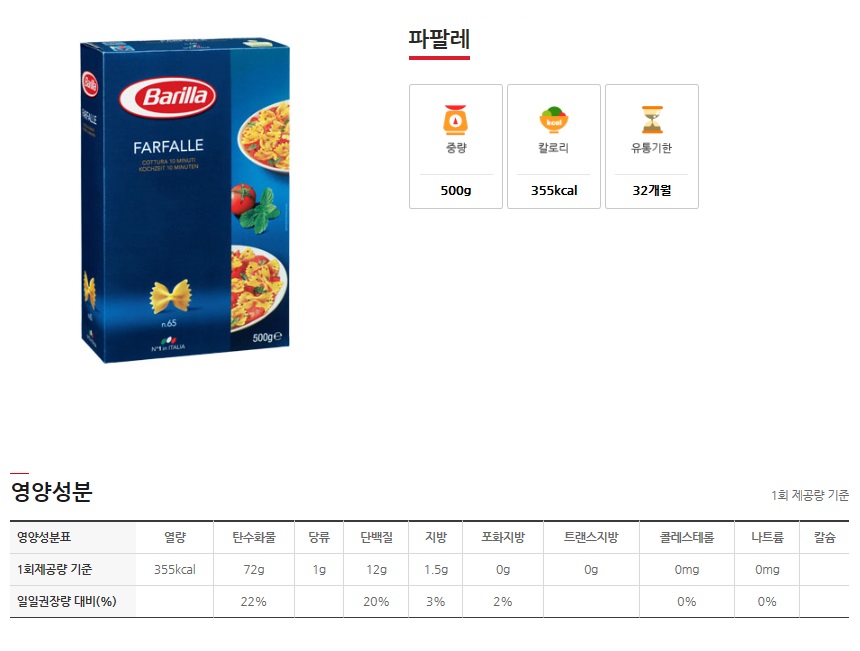 파팔레
Barilla
Barilla
FARFALLE
FARFALLE
COTTURA 10 MINUTI
KOCHZEIT 10 MINUTEN
n.65
N°1 in ITALIA
500g℮
중량
칼로리
유통기한
500g
355kcal
32개월
영양성분
1회 제공량 기준
영양성분표 열량 탄수화물 당류 단백질 지방 포화지방 트랜스지방 콜레스테롤 나트륨 칼슘
1회제공량 기준 355kcal 72g 1g 12g 1.5g 0g 0g 0mg 0mg
일일권장량 대비(%) 22% 20% 3% 2% 0% 0%